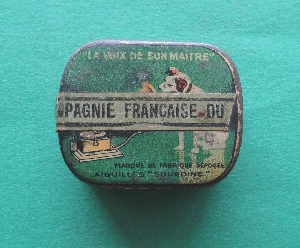 LA VOIX DE SON MAITRE
PAGNIE FRANÇAISE DU
MARQUE DE FABRIQUE DÉPOSÉE
AIGUILLES "SOURDINE"